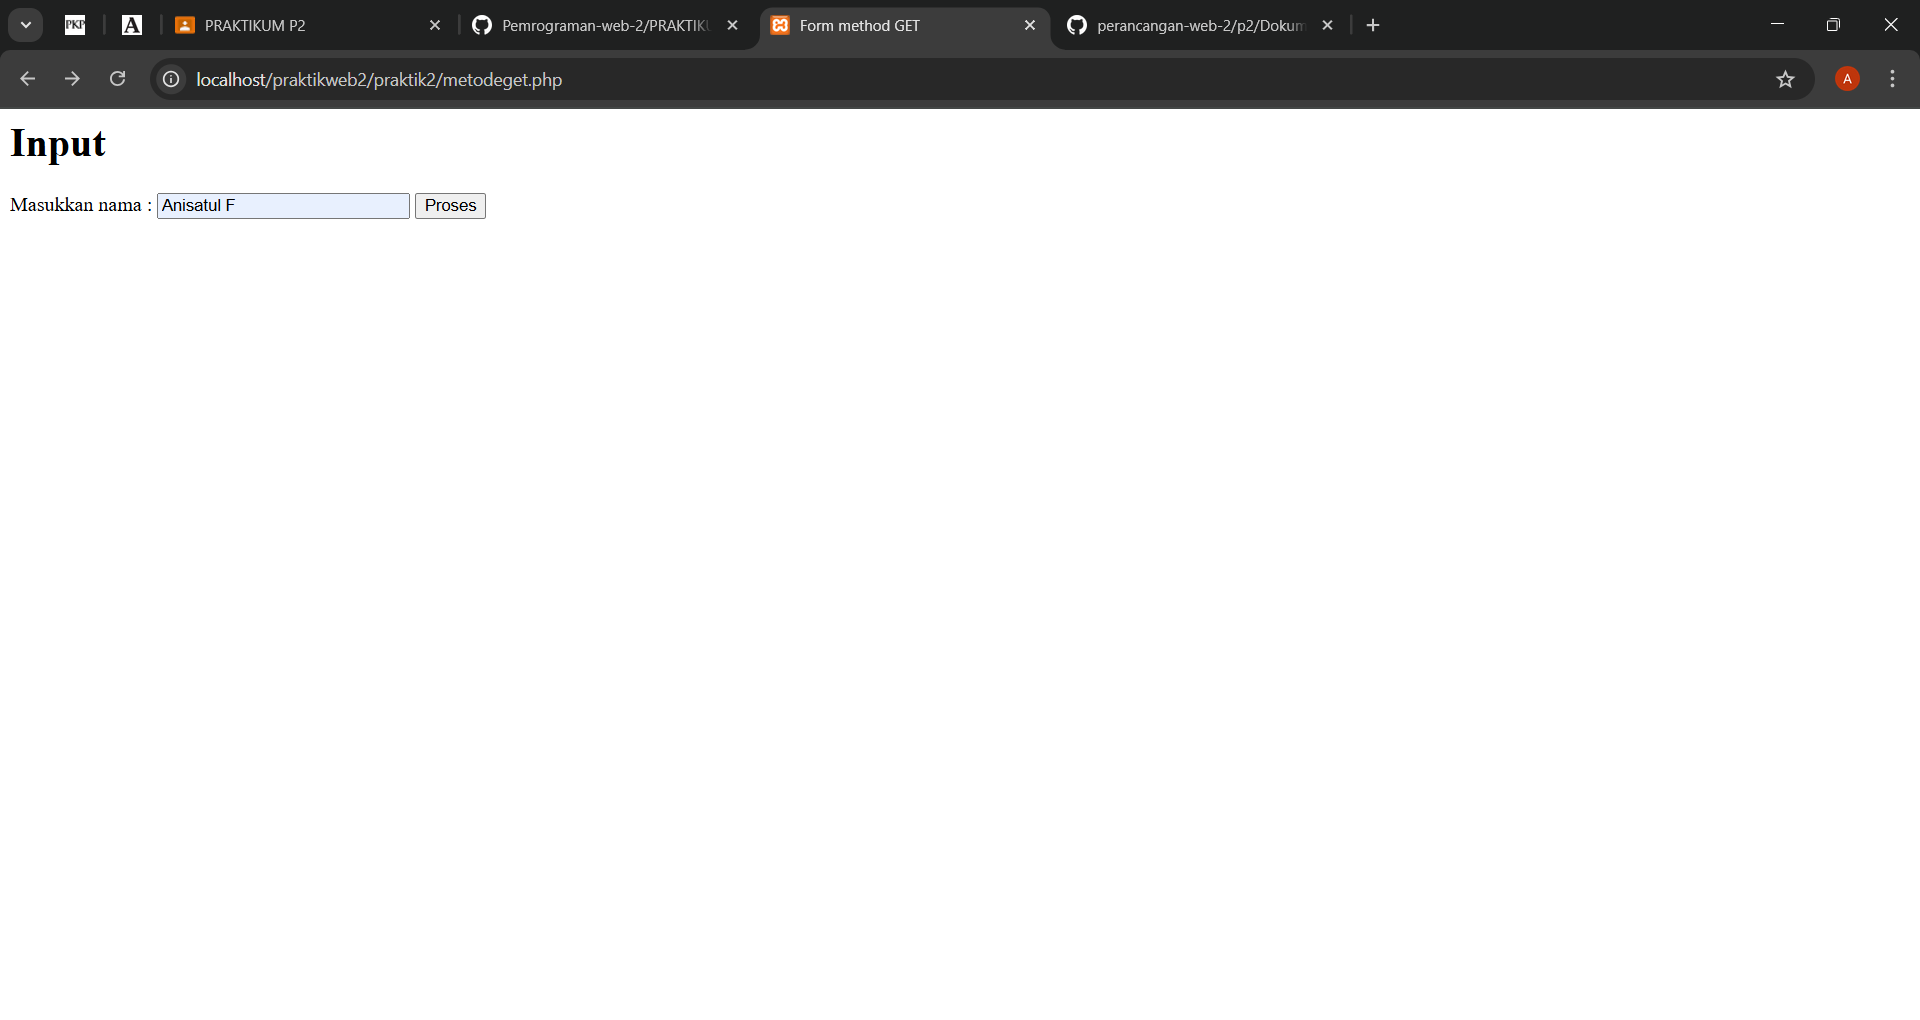 PKP
A
PRAKTIKUM P2
Pemrograman-web-2/PRAKTIK
Form method GET
perancangan-web-2/p2/Dokum
localhost/praktikweb2/praktik2/metodeget.php
A
Input
Masukkan nama : Anisatul F Proses